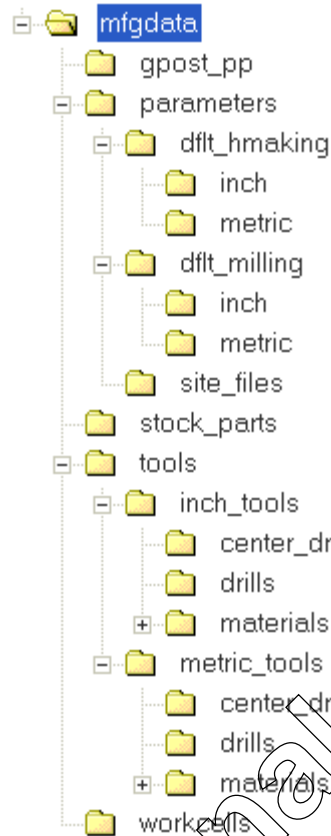 mfgdata
gpost_pp
parameters
dflt_hmaking
inch
metric
dflt_milling
inch
metric
site_files
stock_parts
tools
inch_tools
center_dr
drills
materials
metric_tools
center_dr
drills
materials
workcells